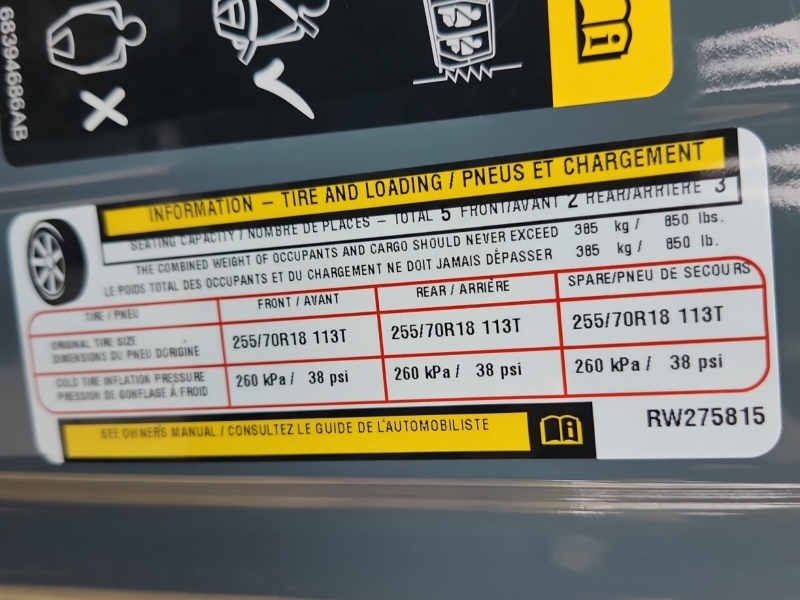 68394686AB
INFORMATION – TIRE AND LOADING / PNEUS ET CHARGEMENT
SEATING CAPACITY / NOMBRE DE PLACES – TOTAL 5 FRONT/AVANT 2 REAR/ARRIÈRE 3
THE COMBINED WEIGHT OF OCCUPANTS AND CARGO SHOULD NEVER EXCEED 385 kg / 850 lbs.
LE POIDS TOTAL DES OCCUPANTS ET DU CHARGEMENT NE DOIT JAMAIS DÉPASSER 385 kg / 850 lb.
TIRE / PNEU FRONT / AVANT REAR / ARRIÈRE SPARE/PNEU DE SECOURS
ORIGINAL TIRE SIZE
DIMENSIONS DU PNEU DORIGINE
255/70R18 113T 255/70R18 113T 255/70R18 113T
COLD TIRE INFLATION PRESSURE
PRESSION DE GONFLAGE À FROID
260 kPa / 38 psi 260 kPa / 38 psi 260 kPa / 38 psi
SEE OWNERS MANUAL / CONSULTEZ LE GUIDE DE L'AUTOMOBILISTE
RW275815